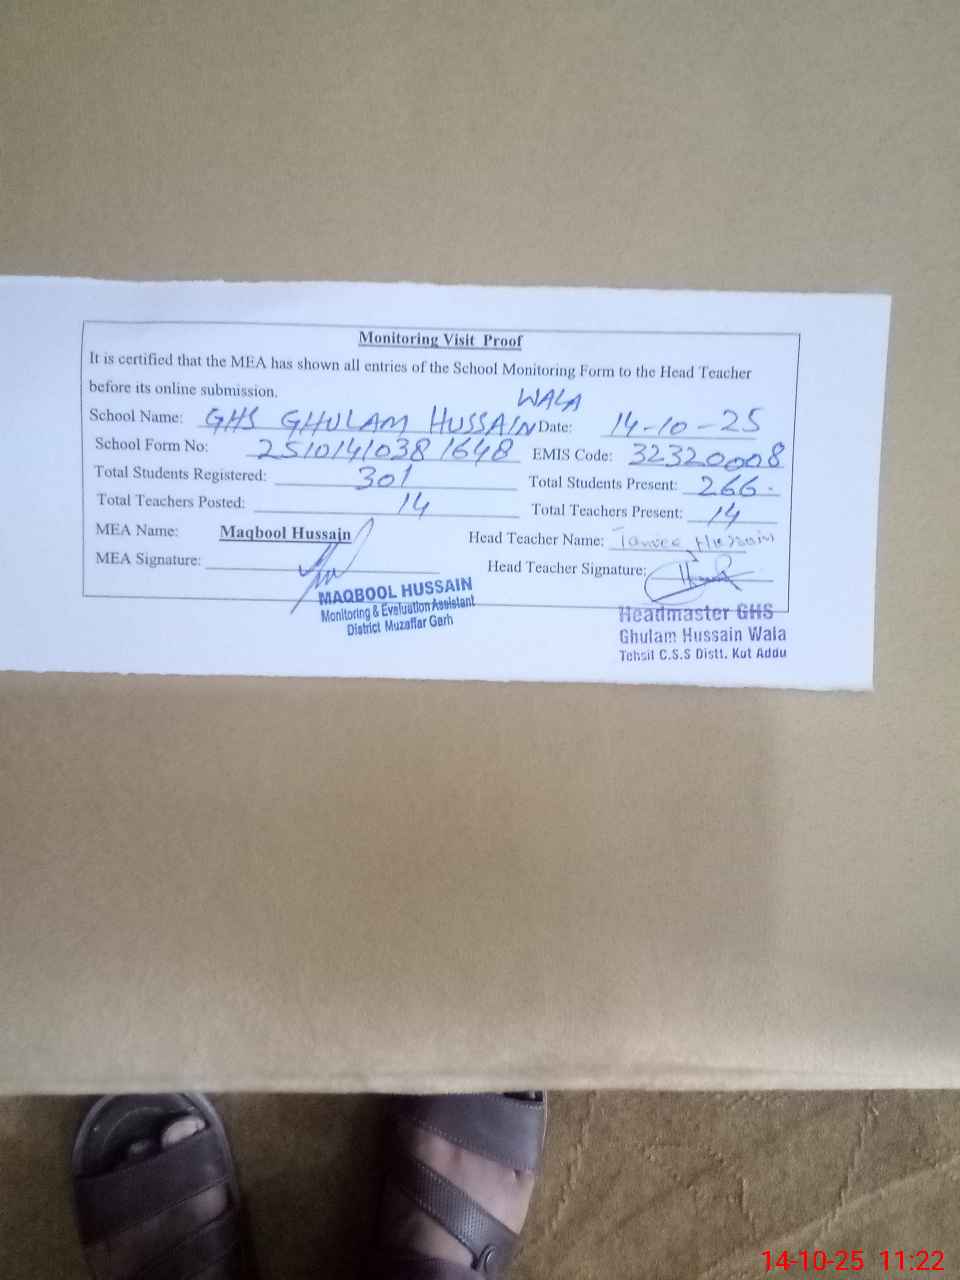 Monitoring Visit Proof
It is certified that the MEA has shown all entries of the School Monitoring Form to the Head Teacher
before its online submission.
School Name: GHS GHULAM HUSSAIN WALA Date: 14-10-25
School Form No: 2510141038 1648 EMIS Code: 32320008
Total Students Registered: 301 Total Students Present: 266.
Total Teachers Posted: 14 Total Teachers Present: 14
MEA Name: Maqbool Hussain Head Teacher Name: Hussain
MEA Signature: Head Teacher Signature:
MAQBOOL HUSSAIN
Monitoring & Evaluation Assistant
District Muzaffar Garh
Headmaster GHS
Ghulam Hussain Wala
Tehsil C.S.S Distt. Kot Addu
14-10-25 11:22